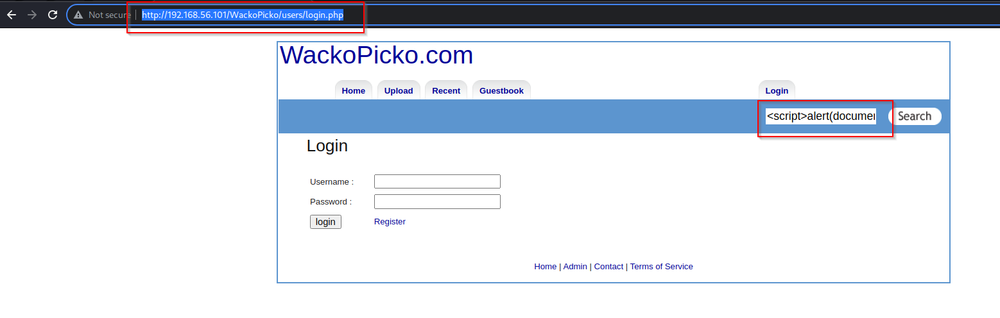 Not secure | http://192.168.56.101/WackoPicko/users/login.php
WackoPicko.com
Home Upload Recent Guestbook Login
<script>alert(documen Search
Login
Username :
Password :
login Register
Home | Admin | Contact | Terms of Service